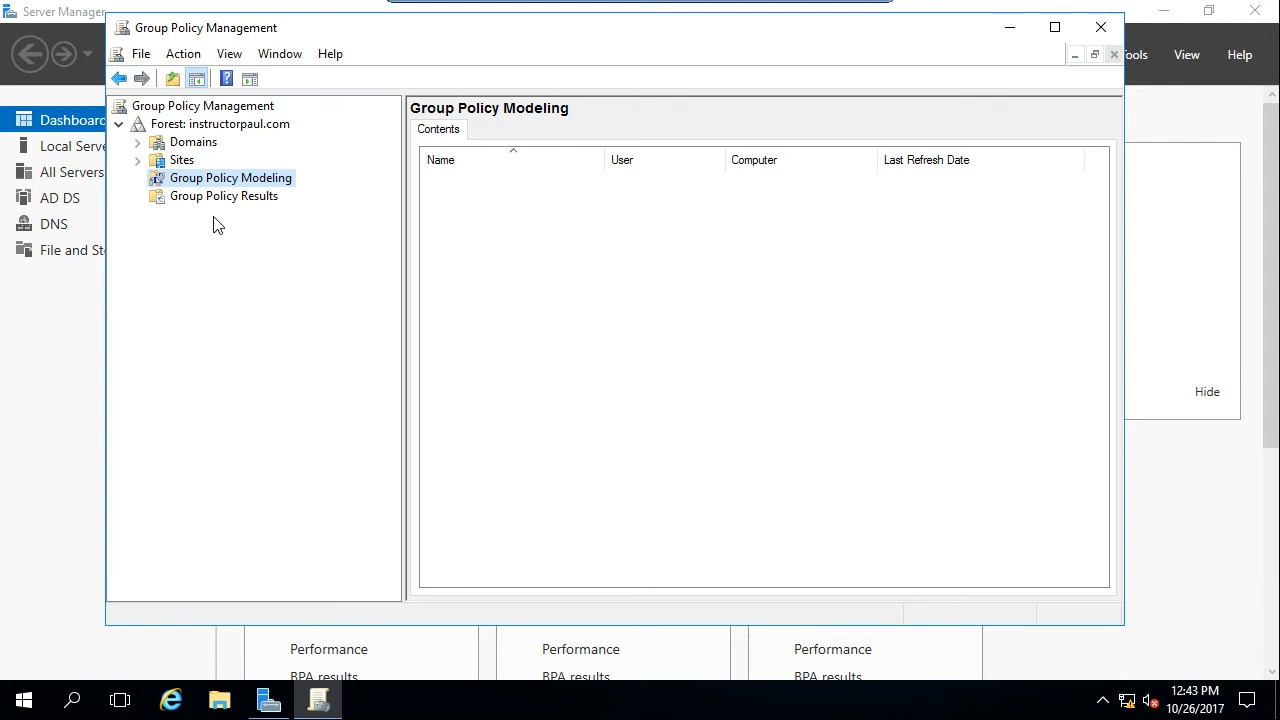 Server Manager
Group Policy Management
File Action View Window Help
Tools View Help
Group Policy Management
Forest: instructorpaul.com
Domains
Sites
Group Policy Modeling
Group Policy Results
Group Policy Modeling
Contents
Name User Computer Last Refresh Date
Dashboard
Local Serve
All Servers
AD DS
DNS
File and Sto
Hide
Performance Performance Performance
BPA results BPA results BPA results
12:43 PM
10/26/2017